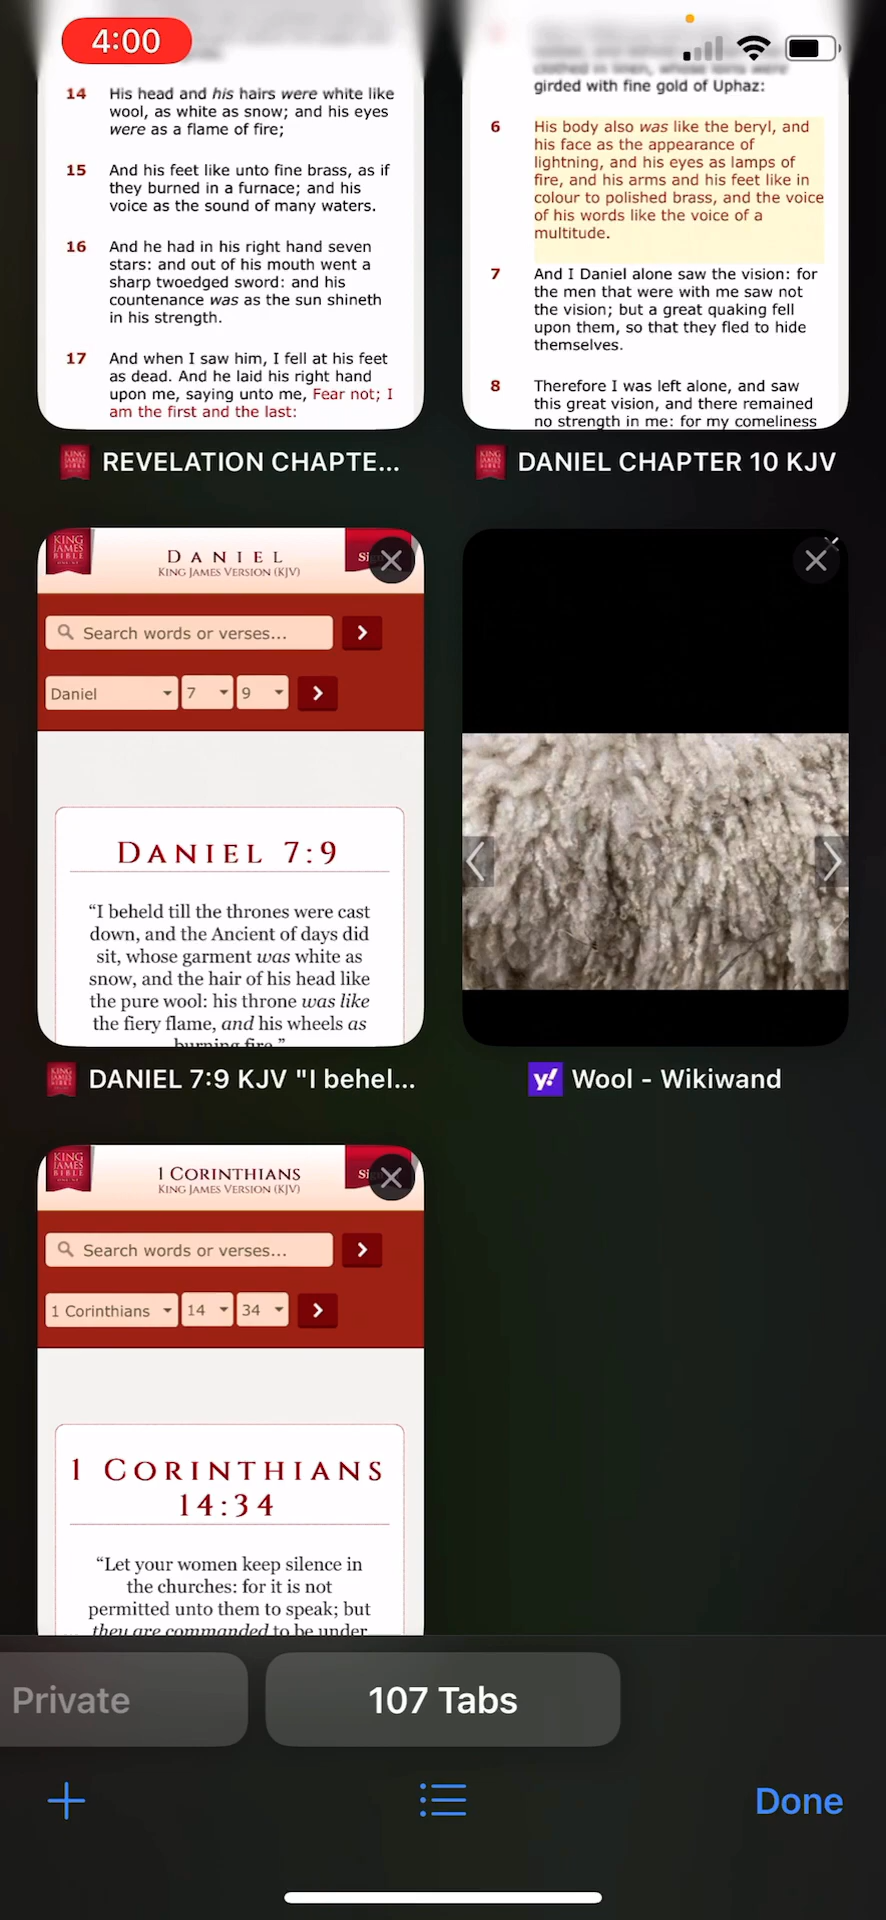 4:00
14 His head and his hairs were white like
wool, as white as snow; and his eyes
were as a flame of fire;
15 And his feet like unto fine brass, as if
they burned in a furnace; and his
voice as the sound of many waters.
16 And he had in his right hand seven
stars: and out of his mouth went a
sharp twoedged sword: and his
countenance was as the sun shineth
in his strength.
17 And when I saw him, I fell at his feet
as dead. And he laid his right hand
upon me, saying unto me, Fear not; I
am the first and the last:
REVELATION CHAPTE...
clothed in linen, whose loins were
girded with fine gold of Uphaz:
6 His body also was like the beryl, and
his face as the appearance of
lightning, and his eyes as lamps of
fire, and his arms and his feet like in
colour to polished brass, and the voice
of his words like the voice of a
multitude.
7 And I Daniel alone saw the vision: for
the men that were with me saw not
the vision; but a great quaking fell
upon them, so that they fled to hide
themselves.
8 Therefore I was left alone, and saw
this great vision, and there remained
no strength in me: for my comeliness
DANIEL CHAPTER 10 KJV
KING
JAMES
BIBLE
DANIEL
KING JAMES VERSION (KJV)
Si
Search words or verses...
Daniel 7 9
DANIEL 7:9
“I beheld till the thrones were cast
down, and the Ancient of days did
sit, whose garment was white as
snow, and the hair of his head like
the pure wool: his throne was like
the fiery flame, and his wheels as
burning fire.”
DANIEL 7:9 KJV "I behel...
y! Wool - Wikiwand
KING
JAMES
BIBLE
1 CORINTHIANS
KING JAMES VERSION (KJV)
Si
Search words or verses...
1 Corinthians 14 34
1 CORINTHIANS
14:34
“Let your women keep silence in
the churches: for it is not
permitted unto them to speak; but
they are commanded to be under
Private
107 Tabs
Done